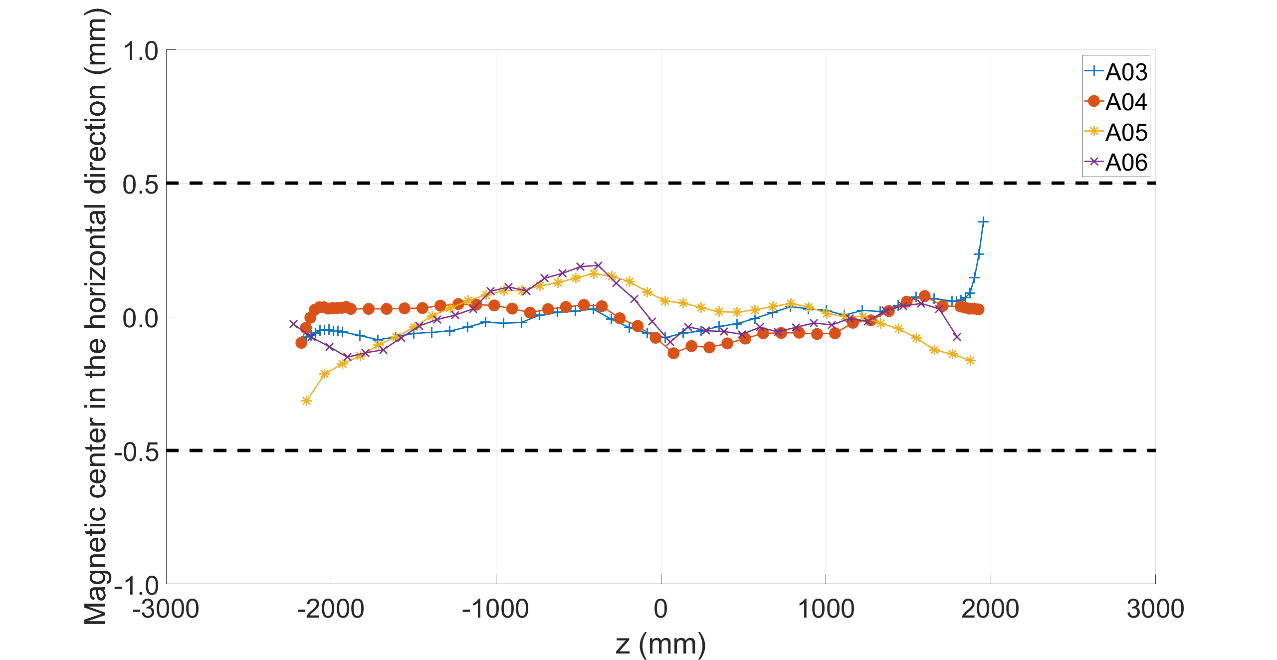 Magnetic center in the horizontal direction (mm)
1.0
0.5
0.0
-0.5
-1.0
-3000 -2000 -1000 0 1000 2000 3000
z (mm)
A03
A04
A05
A06